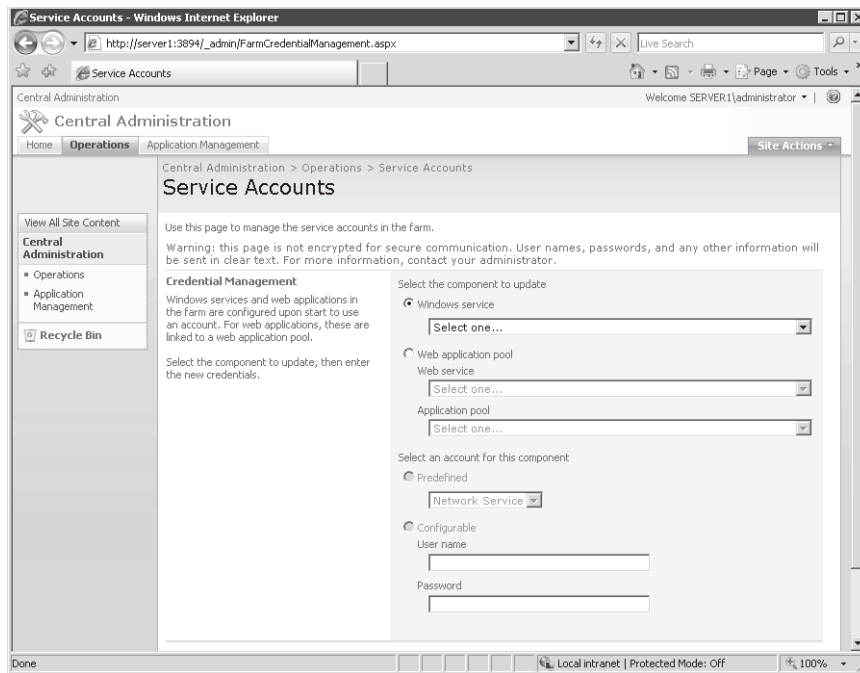 Service Accounts - Windows Internet Explorer
http://server1:3894/_admin/FarmCredentialManagement.aspx
Live Search
Service Accounts
Page
Tools
Central Administration
Welcome SERVER1\administrator
Central Administration
Home
Operations
Application Management
Site Actions
Central Administration > Operations > Service Accounts
Service Accounts
View All Site Content
Central
Administration
Operations
Application
Management
Recycle Bin
Use this page to manage the service accounts in the farm.
Warning: this page is not encrypted for secure communication. User names, passwords, and any other information will
be sent in clear text. For more information, contact your administrator.
Credential Management
Windows services and web applications in
the farm are configured upon start to use
an account. For web applications, these are
linked to a web application pool.
Select the component to update, then enter
the new credentials.
Select the component to update
Windows service
Select one...
Web application pool
Web service
Select one...
Application pool
Select one...
Select an account for this component
Predefined
Network Service
Configurable
User name
Password
Done
Local intranet | Protected Mode: Off
100%